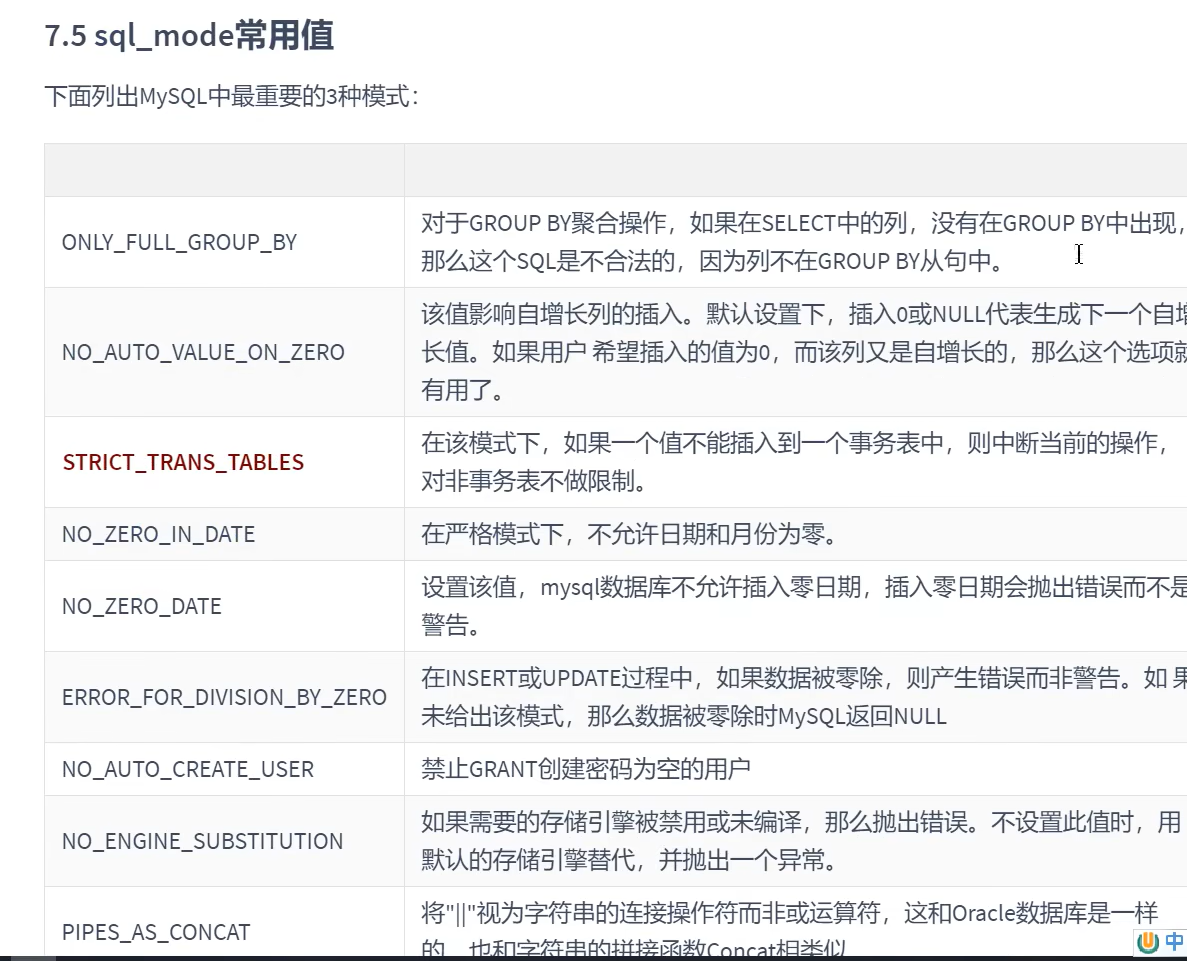 7.5 sql_mode常用值
下面列出MySQL中最重要的3种模式：
ONLY_FULL_GROUP_BY
对于GROUP BY聚合操作，如果在SELECT中的列，没有在GROUP BY中出现，
那么这个SQL是不合法的，因为列不在GROUP BY从句中。
NO_AUTO_VALUE_ON_ZERO
该值影响自增长列的插入。默认设置下，插入0或NULL代表生成下一个自增
长值。如果用户 希望插入的值为0，而该列又是自增长的，那么这个选项就
有用了。
STRICT_TRANS_TABLES
在该模式下，如果一个值不能插入到一个事务表中，则中断当前的操作，
对非事务表不做限制。
NO_ZERO_IN_DATE
在严格模式下，不允许日期和月份为零。
NO_ZERO_DATE
设置该值，mysql数据库不允许插入零日期，插入零日期会抛出错误而不是
警告。
ERROR_FOR_DIVISION_BY_ZERO
在INSERT或UPDATE过程中，如果数据被零除，则产生错误而非警告。如 果
未给出该模式，那么数据被零除时MySQL返回NULL
NO_AUTO_CREATE_USER
禁止GRANT创建密码为空的用户
NO_ENGINE_SUBSTITUTION
如果需要的存储引擎被禁用或未编译，那么抛出错误。不设置此值时，用
默认的存储引擎替代，并抛出一个异常。
PIPES_AS_CONCAT
将"||"视为字符串的连接操作符而非或运算符，这和Oracle数据库是一样
的，也和字符串的拼接函数Concat相类似
中